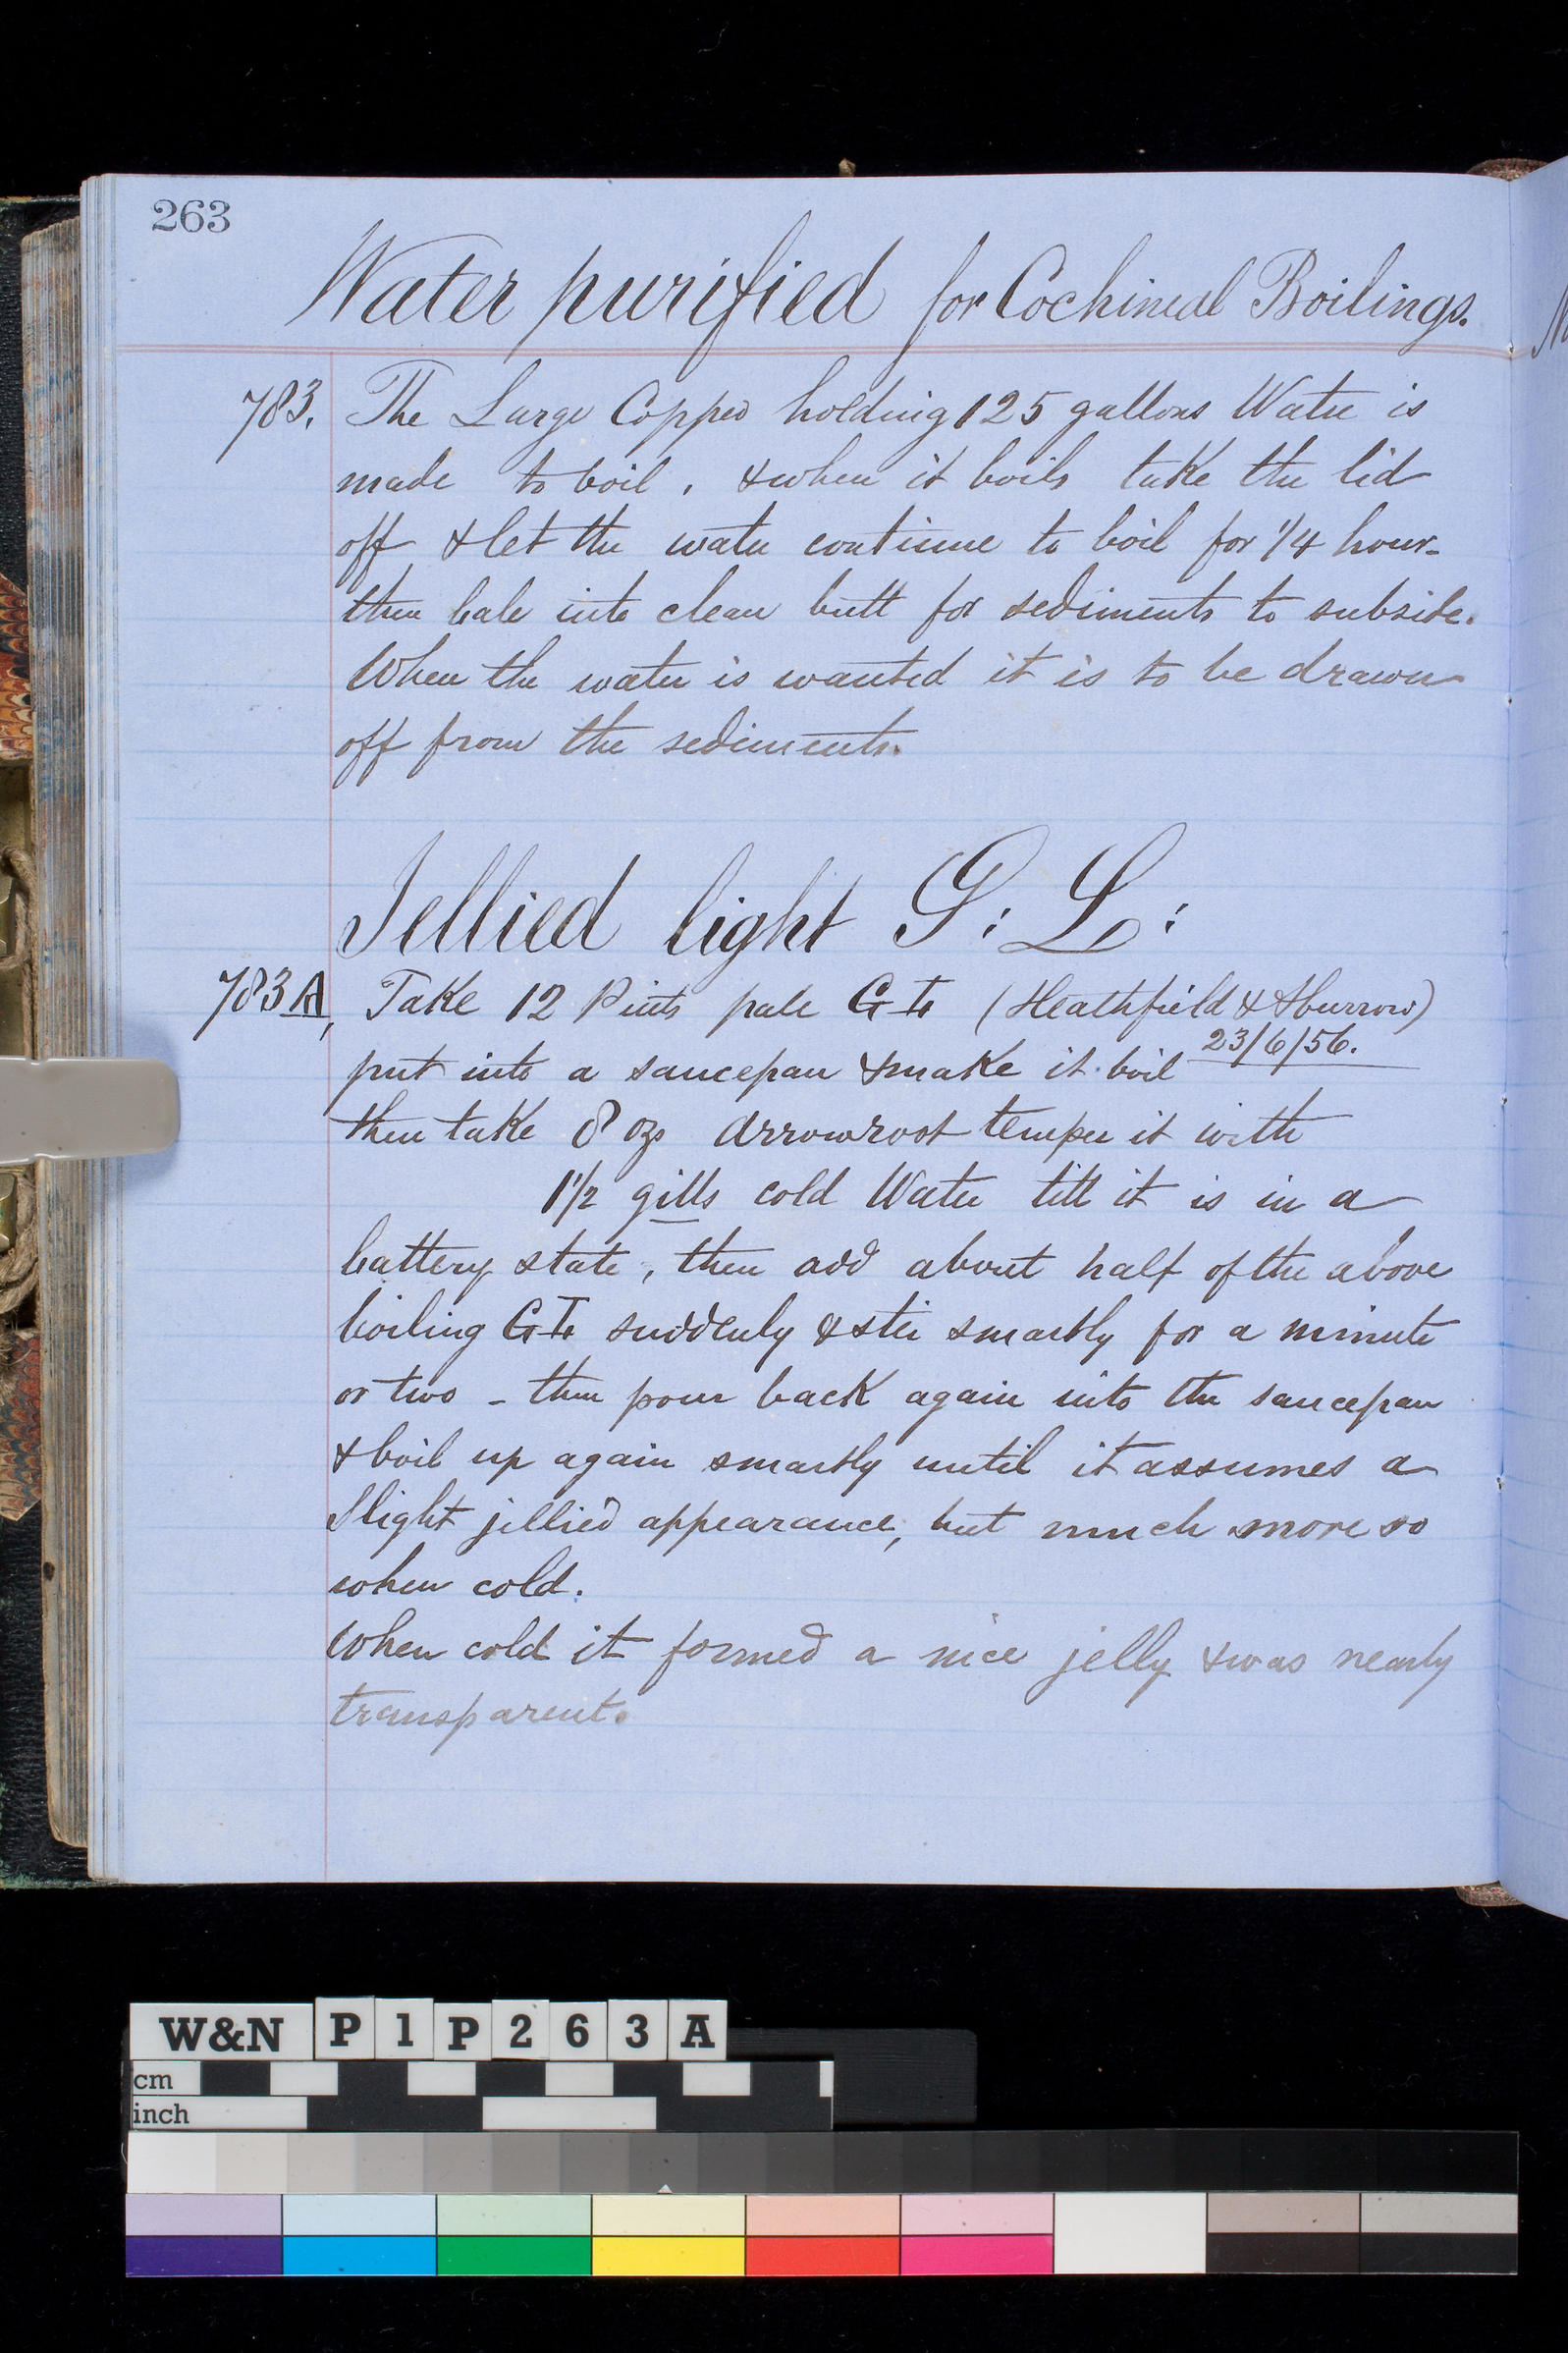 263
Water purified for Cochineal Boilings.
783. The Large Copper holding 125 gallons Water is
made to boil, & when it boils take the lid
off & let the water continue to boil for 1/4 hour-
then bale into clean butt for sediments to subside.
When the water is wanted it is to be drawn
off from the sediments.
Jellied light G: L:
783A, Take 12 Pints pale GL (Heathfield & Burrow)
23/6/56.
put into a saucepan & make it boil
then take 8 ozs arrowroot temper it with
1 1/2 gills cold Water till it is in a
battery state, then add about half of the above
boiling GL suddenly & stir smartly for a minute
or two - then pour back again into the saucepan
& boil up again smartly until it assumes a
slight jellied appearance, but much more so
when cold.
When cold it formed a nice jelly & was nearly
transparent.
W&N P1P263A
cm
inch